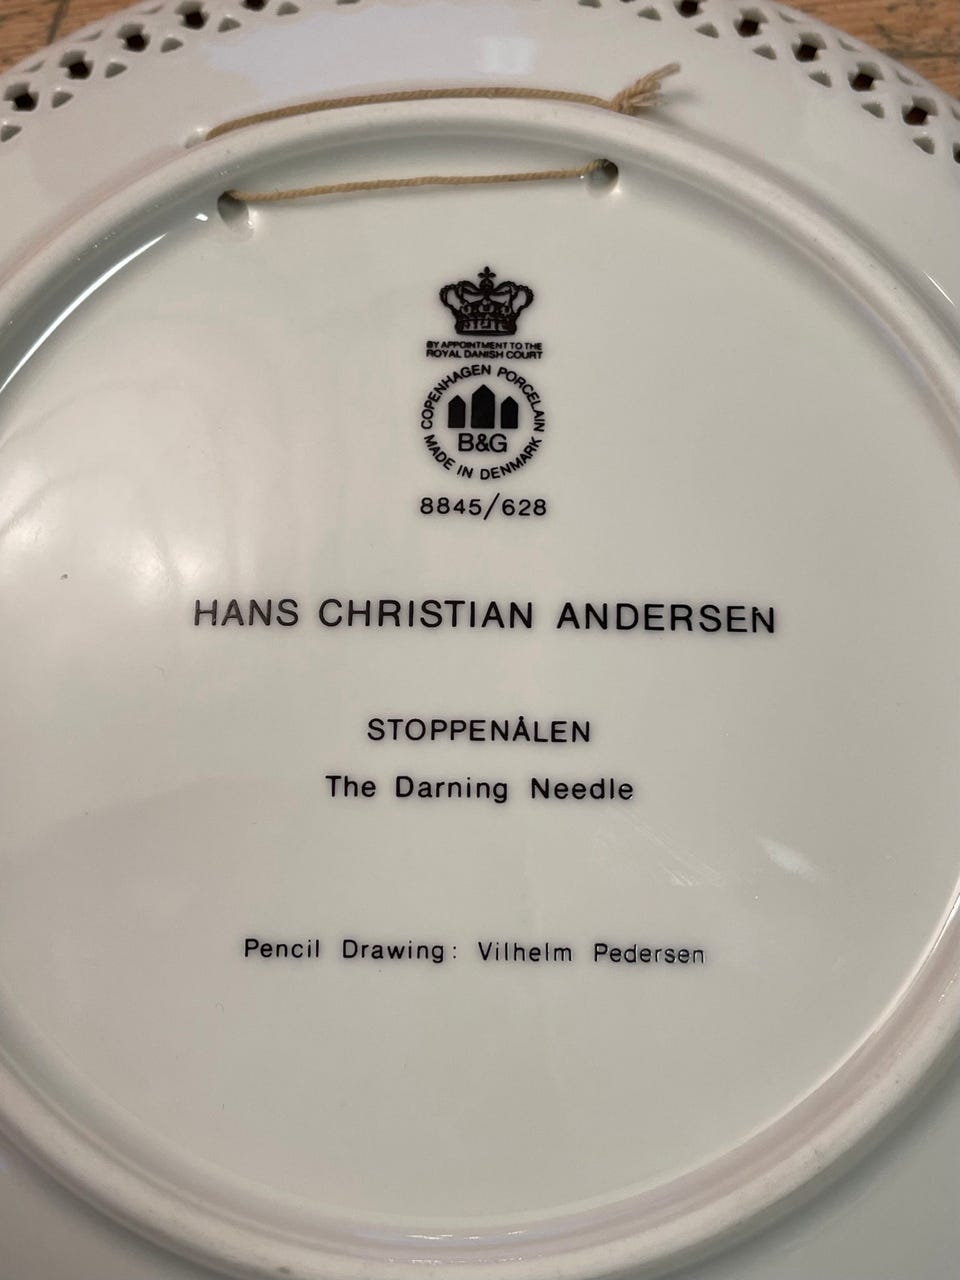 BY APPOINTMENT TO THE
ROYAL DANISH COURT
COPENHAGEN PORCELAIN
B&G
MADE IN DENMARK
8845/628
HANS CHRISTIAN ANDERSEN
STOPPENÅLEN
The Darning Needle
Pencil Drawing: Vilhelm Pedersen